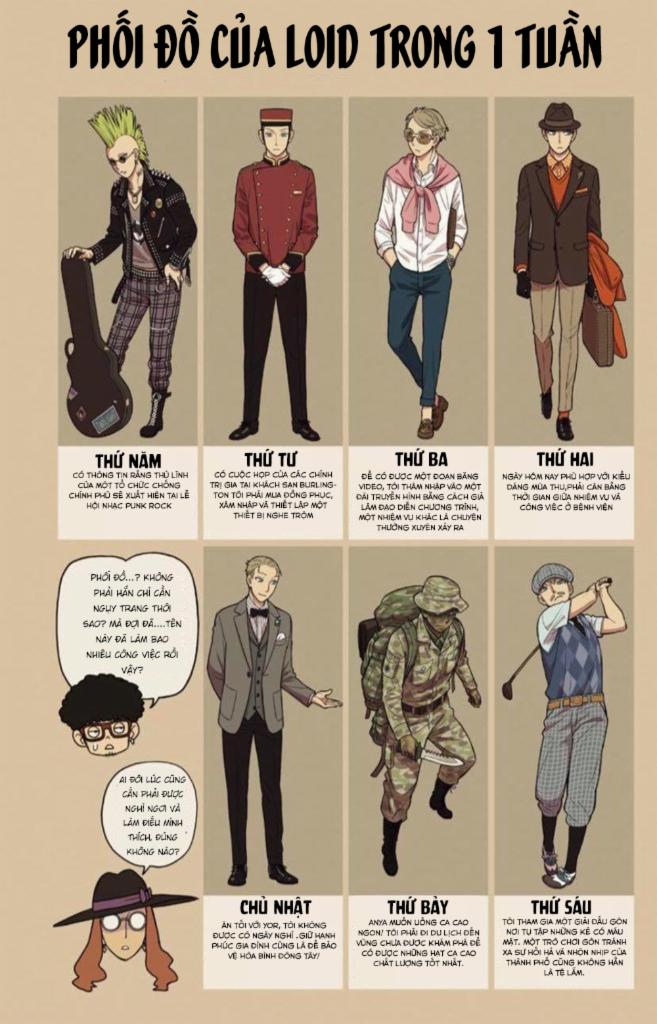 PHỐI ĐỒ CỦA LOID TRONG 1 TUẦN
THỨ HAI
NGÀY HÔM NAY PHÙ HỢP VỚI KIỂU
DÁNG MÙA THU,PHẢI CÂN BẰNG
THỜI GIAN GIỮA NHIỆM VỤ VÀ
CÔNG VIỆC Ở BỆNH VIỆN
THỨ BA
ĐỂ CÓ ĐƯỢC MỘT ĐOẠN BĂNG
VIDEO, TÔI THÂM NHẬP VÀO MỘT
ĐÀI TRUYỀN HÌNH BẰNG CÁCH GIẢ
LÀM ĐẠO DIỄN CHƯƠNG TRÌNH,
MỘT NHIỆM VỤ KHÁC LÀ CHUYỆN
THƯỜNG XUYÊN XẢY RA
THỨ TƯ
CÓ CUỘC HỌP CỦA CÁC CHÍNH
TRỊ GIA TẠI KHÁCH SẠN BURLING-
TON TÔI PHẢI MUA ĐỒNG PHỤC,
XÂM NHẬP VÀ THIẾT LẬP MỘT
THIẾT BỊ NGHE TRỘM
THỨ NĂM
CÓ THÔNG TIN RẰNG THỦ LĨNH
CỦA MỘT TỔ CHỨC CHỐNG
CHÍNH PHỦ SẼ XUẤT HIỆN TẠI LỄ
HỘI NHẠC PUNK ROCK
THỨ SÁU
TÔI THAM GIA MỘT GIẢI ĐẤU GÔN
NƠI TỤ TẬP NHỮNG KẺ CÓ MÁU
MẶT. MỘT TRÒ CHƠI GÔN TRÁNH
XA SỰ HỐI HẢ VÀ NHỘN NHỊP CỦA
THÀNH PHỐ CŨNG KHÔNG HẲN
LÀ TỆ LẮM.
THỨ BẢY
ANYA MUỐN UỐNG CA CAO
NGON! TÔI PHẢI ĐI DU LỊCH ĐẾN
VÙNG CHƯA ĐƯỢC KHÁM PHÁ ĐỂ
CÓ ĐƯỢC NHỮNG HẠT CA CAO
CHẤT LƯỢNG TỐT NHẤT.
CHỦ NHẬT
ĂN TỐI VỚI YOR, TÔI KHÔNG
ĐƯỢC CÓ NGÀY NGHỈ .GIỮ HẠNH
PHÚC GIA ĐÌNH CŨNG LÀ ĐỂ BẢO
VỆ HÒA BÌNH ĐÔNG TÂY!
PHỐI ĐỒ...? KHÔNG
PHẢI HẮN CHỈ CẦN
NGỤY TRANG THÔI
SAO? MÀ ĐỢI ĐÃ....TÊN
NÀY ĐÃ LÀM BAO
NHIÊU CÔNG VIỆC RỒI
VẬY?
AI ĐÔI LÚC CŨNG
CẦN PHẢI ĐƯỢC
NGHỈ NGƠI VÀ
LÀM ĐIỀU MÌNH
THÍCH, ĐÚNG
KHÔNG NÀO?